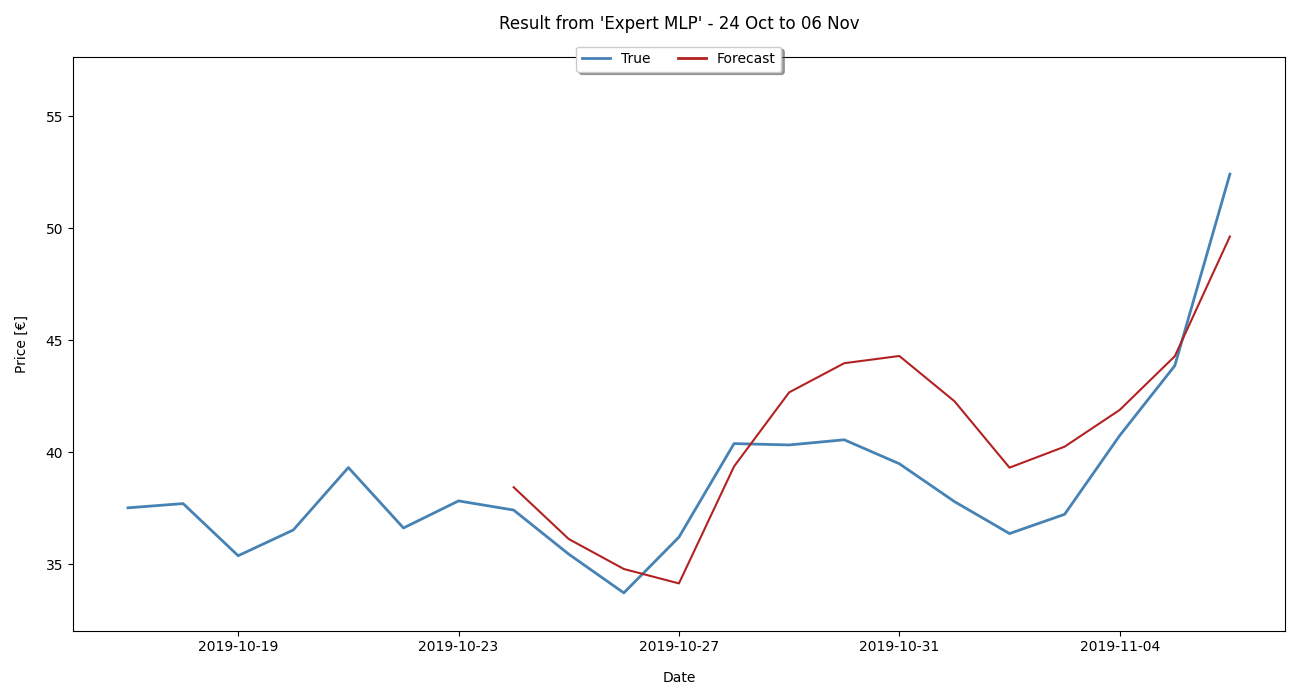 Result from 'Expert MLP' - 24 Oct to 06 Nov
True
Forecast
55
50
45
40
35
Price [€]
2019-10-19
2019-10-23
2019-10-27
2019-10-31
2019-11-04
Date